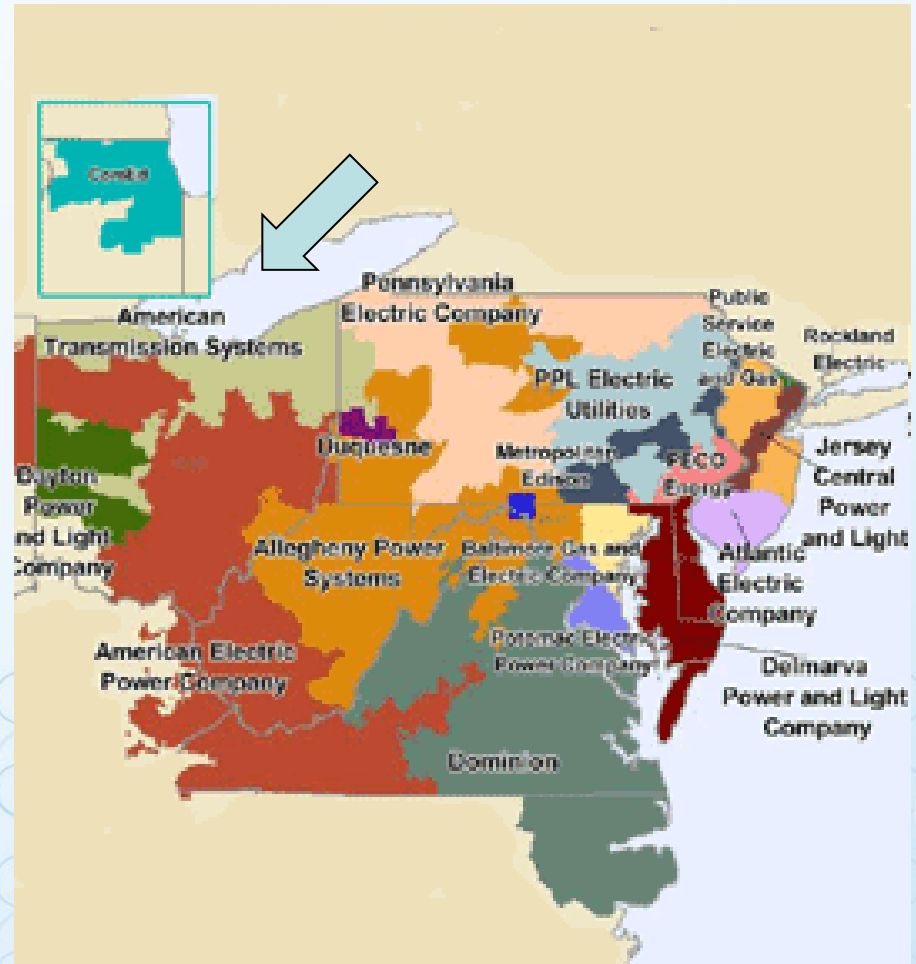 ComEd
Pennsylvania
Electric Company
American
Transmission Systems
Public
Service
Electric
and Gas
Rockland
Electric
PPL Electric
Utilities
Duquesne
Metropolitan
Edison
PECO
Energy
Jersey
Central
Power
and Light
Dayton
Power
nd Light
Company
Allegheny Power
Systems
Baltimore Gas and
Electric Company
Atlantic
Electric
Company
American Electric
Power Company
Potomac Electric
Power Company
Delmarva
Power and Light
Company
Dominion